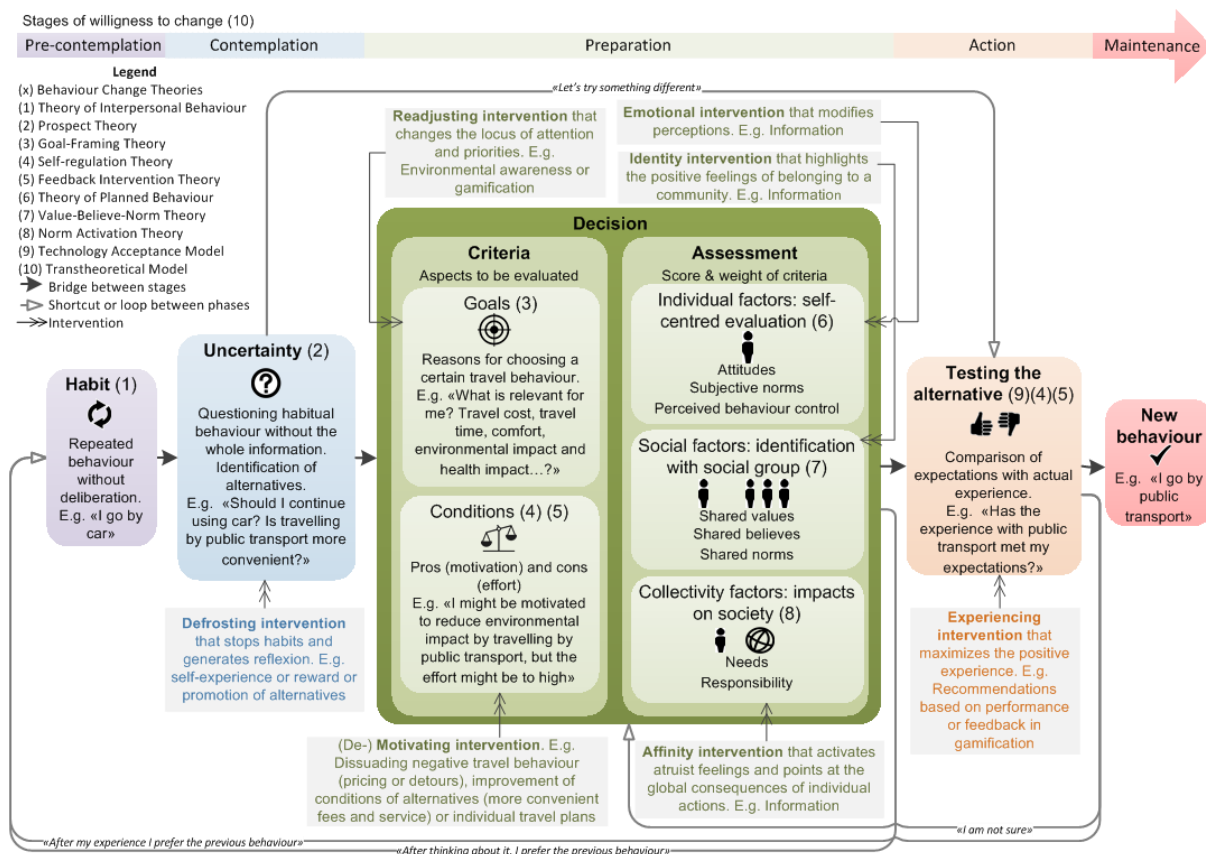 Stages of willigness to change (10)
Pre-contemplation
Contemplation
Preparation
Action
Maintenance
Legend
(x) Behaviour Change Theories
(1) Theory of Interpersonal Behaviour
(2) Prospect Theory
(3) Goal-Framing Theory
(4) Self-regulation Theory
(5) Feedback Intervention Theory
(6) Theory of Planned Behaviour
(7) Value-Believe-Norm Theory
(8) Norm Activation Theory
(9) Technology Acceptance Model
(10) Transtheoretical Model
Bridge between stages
Shortcut or loop between phases
Intervention
«Let's try something different»
Readjusting intervention that
changes the locus of attention
and priorities. E.g.
Environmental awareness or
gamification
Emotional intervention that modifies
perceptions. E.g. Information
Identity intervention that highlights
the positive feelings of belonging to a
community. E.g. Information
Habit (1)
Repeated
behaviour
without
deliberation.
E.g. «I go by
car»
Uncertainty (2)
Questioning habitual
behaviour without the
whole information.
Identification of
alternatives.
E.g. «Should I continue
using car? Is travelling
by public transport more
convenient?»
Defrosting intervention
that stops habits and
generates reflexion. E.g.
self-experience or reward or
promotion of alternatives
Decision
Criteria
Aspects to be evaluated
Goals (3)
Reasons for choosing a
certain travel behaviour.
E.g. «What is relevant for
me? Travel cost, travel
time, comfort,
environmental impact and
health impact…?»
Conditions (4) (5)
Pros (motivation) and cons
(effort)
E.g. «I might be motivated
to reduce environmental
impact by travelling by
public transport, but the
effort might be to high»
Assessment
Score & weight of criteria
Individual factors: self-
centred evaluation (6)
Attitudes
Subjective norms
Perceived behaviour control
Social factors: identification
with social group (7)
Shared values
Shared believes
Shared norms
Collectivity factors: impacts
on society (8)
Needs
Responsibility
(De-) Motivating intervention. E.g.
Dissuading negative travel behaviour
(pricing or detours), improvement of
conditions of alternatives (more convenient
fees and service) or individual travel plans
Affinity intervention that activates
atruist feelings and points at the
global consequences of individual
actions. E.g. Information
Testing the
alternative (9)(4)(5)
Comparison of
expectations with actual
experience.
E.g. «Has the
experience with public
transport met my
expectations?»
Experiencing
intervention that
maximizes the positive
experience. E.g.
Recommendations
based on performance
or feedback in
gamification
New
behaviour
E.g. «I go by
public
transport»
«I am not sure»
«After my experience I prefer the previous behaviour»
«After thinking about it, I prefer the previous behaviour»